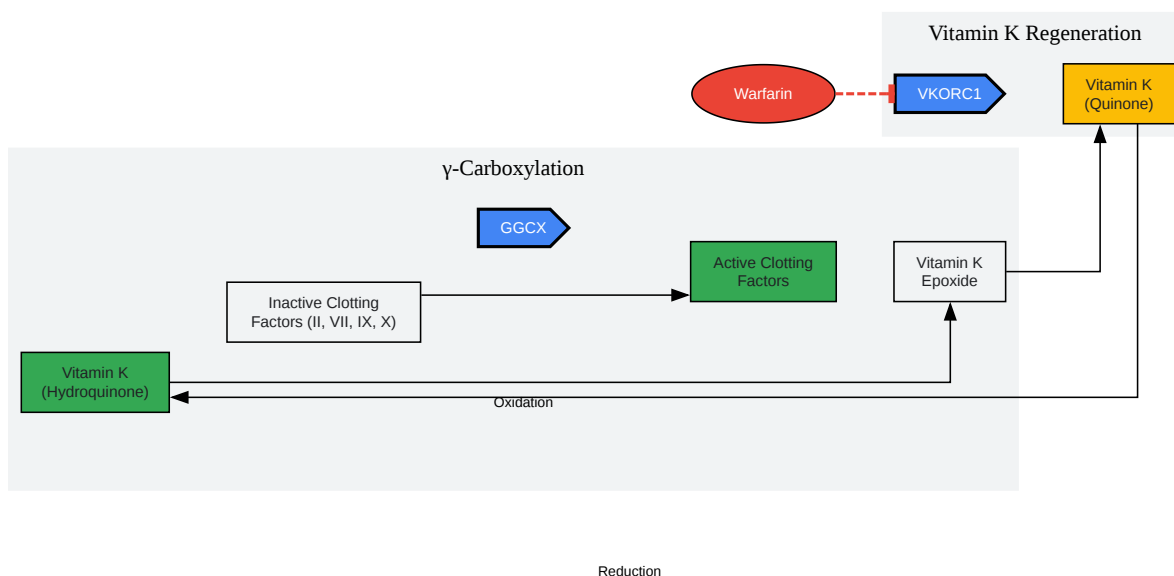 Vitamin K Regeneration
Warfarin
VKORC1
Vitamin K
(Quinone)
γ-Carboxylation
GGCX
Active Clotting
Factors
Vitamin K
Epoxide
Inactive Clotting
Factors (II, VII, IX, X)
Vitamin K
(Hydroquinone)
Oxidation
Reduction